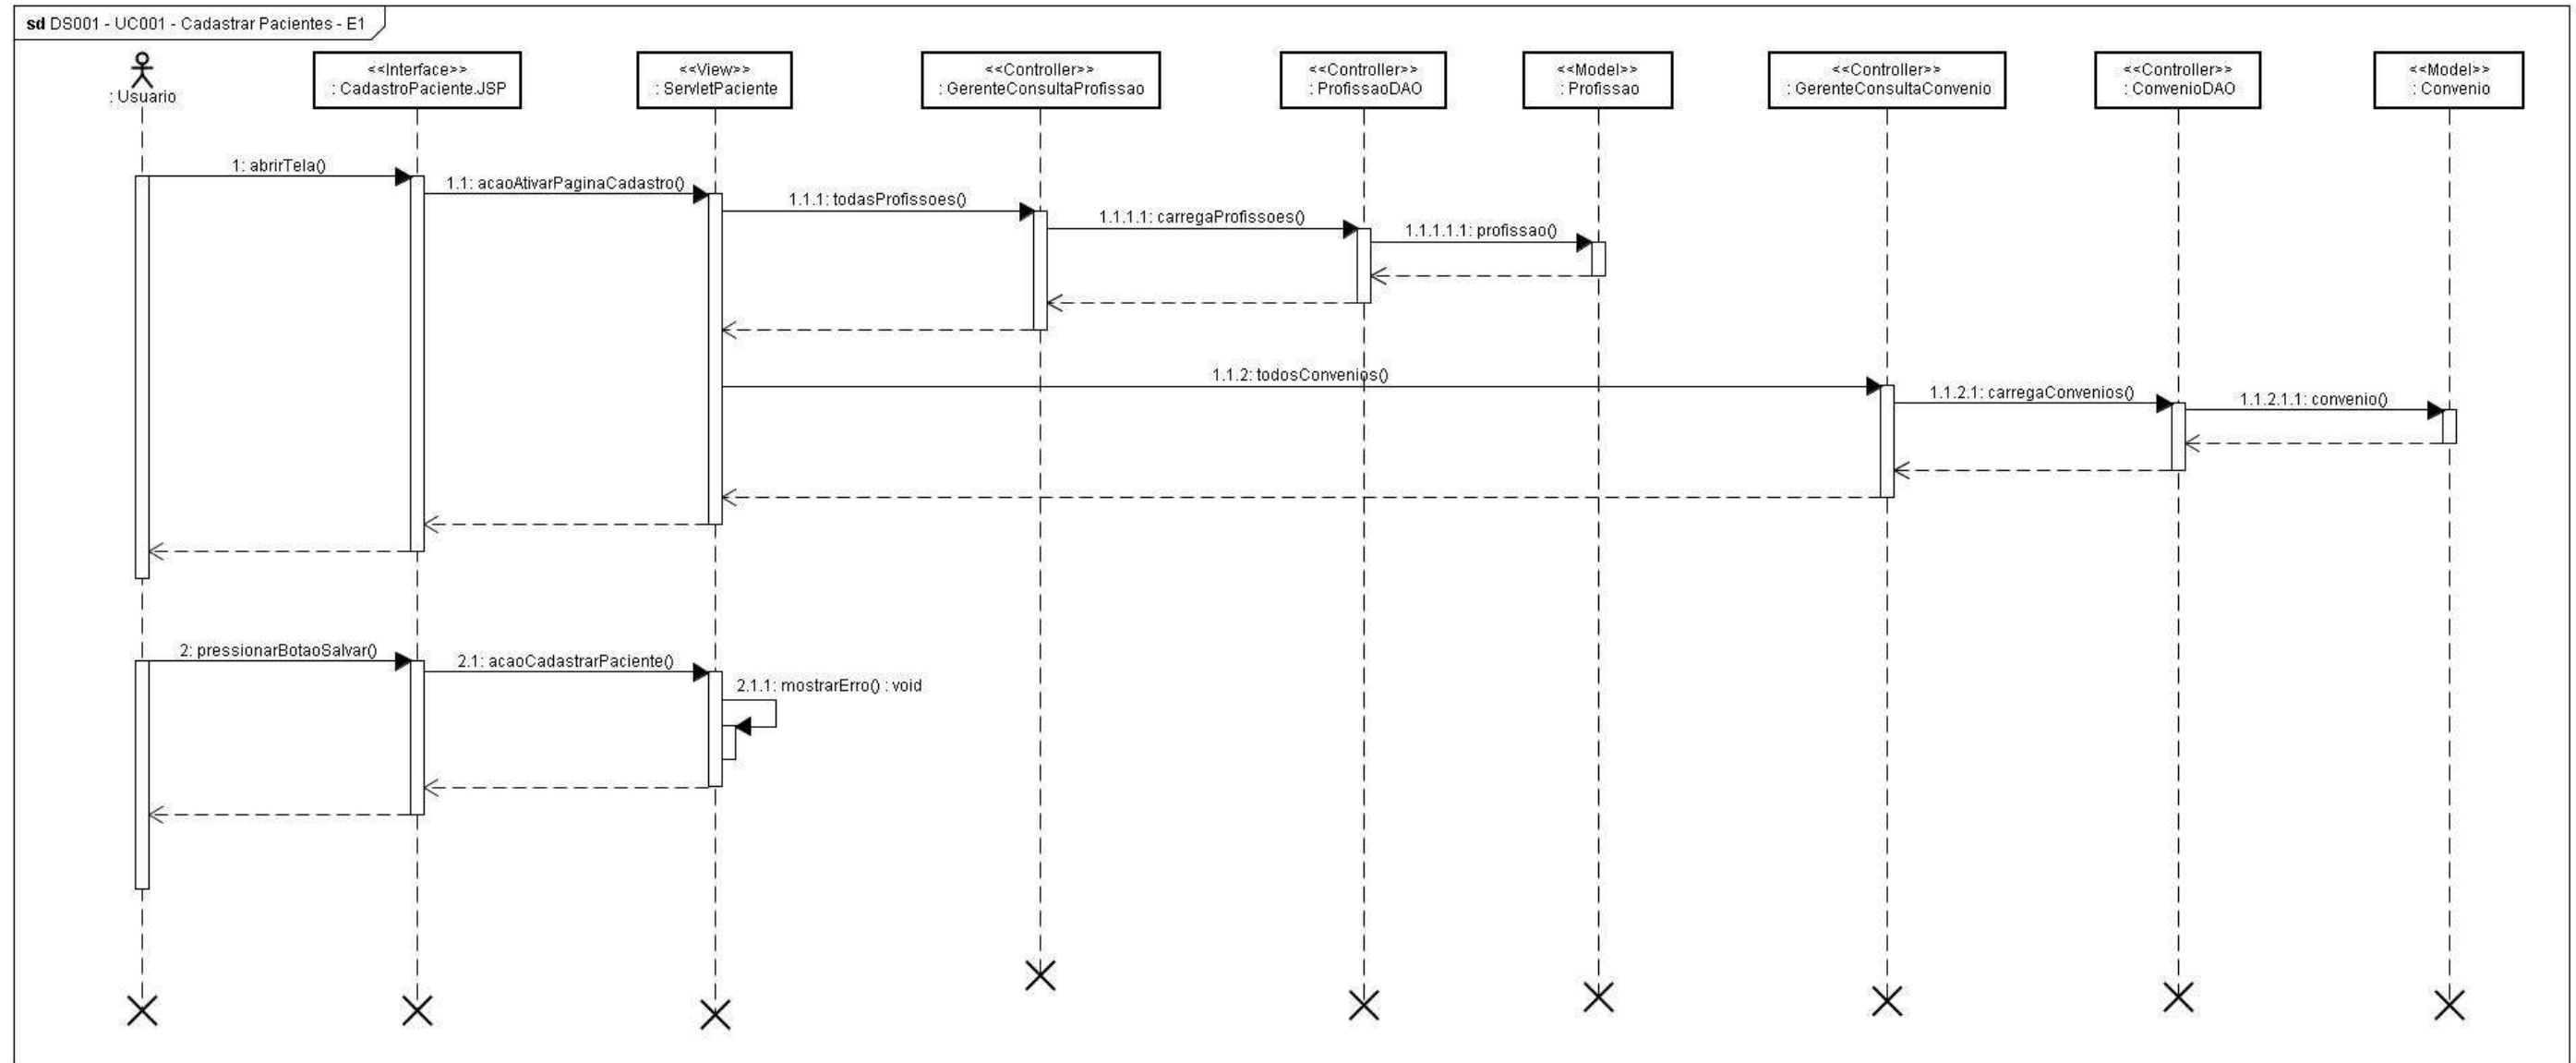 sd DS001 - UC001 - Cadastrar Pacientes - E1
: Usuario
<<Interface>>
: CadastroPaciente.JSP
<<View>>
: ServletPaciente
<<Controller>>
: GerenteConsultaProfissao
<<Controller>>
: ProfissaoDAO
<<Model>>
: Profissao
<<Controller>>
: GerenteConsultaConvenio
<<Controller>>
: ConvenioDAO
<<Model>>
: Convenio
1: abrirTela()
1.1: acaoAtivarPaginaCadastro()
1.1.1: todasProfissoes()
1.1.1.1: carregaProfissoes()
1.1.1.1.1: profissao()
1.1.2: todosConvenios()
1.1.2.1: carregaConvenios()
1.1.2.1.1: convenio()
2: pressionarBotaoSalvar()
2.1: acaoCadastrarPaciente()
2.1.1: mostrarErro() : void